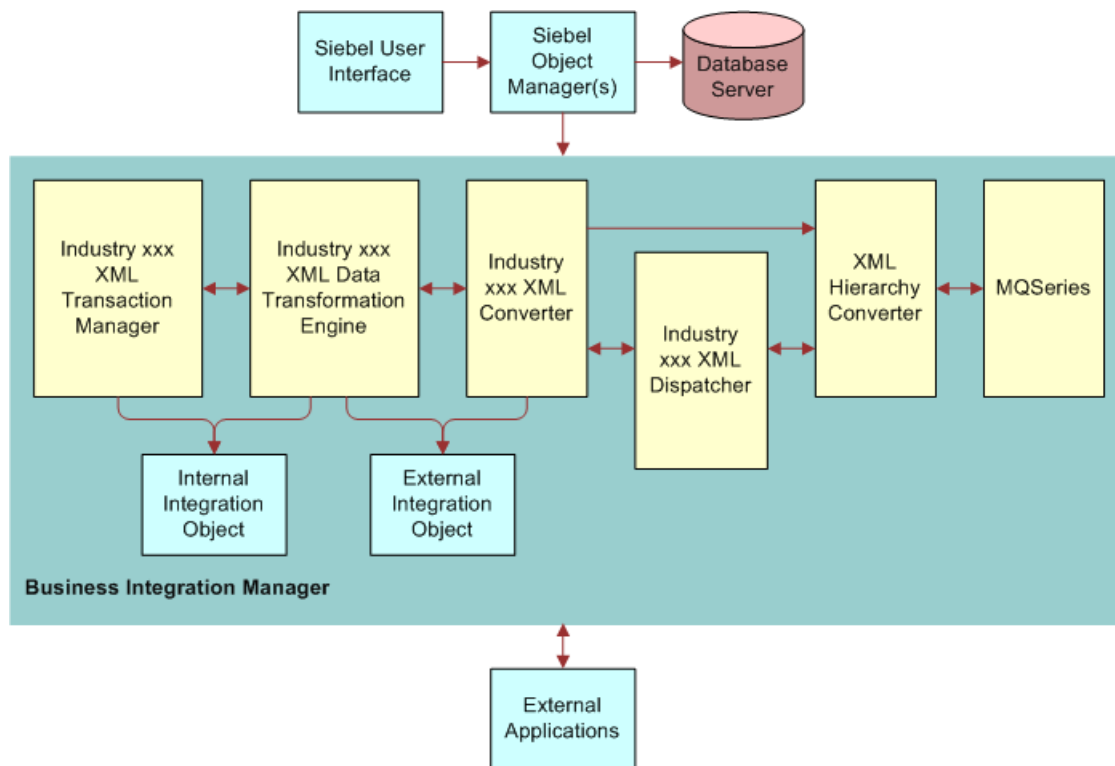 Siebel User
Interface
Siebel
Object
Manager(s)
Database
Server
Industry xxx
XML
Transaction
Manager
Industry xxx
XML Data
Transformation
Engine
Industry
xxx XML
Converter
Industry
xxx XML
Dispatcher
XML
Hierarchy
Converter
MQSeries
Internal
Integration
Object
External
Integration
Object
Business Integration Manager
External
Applications